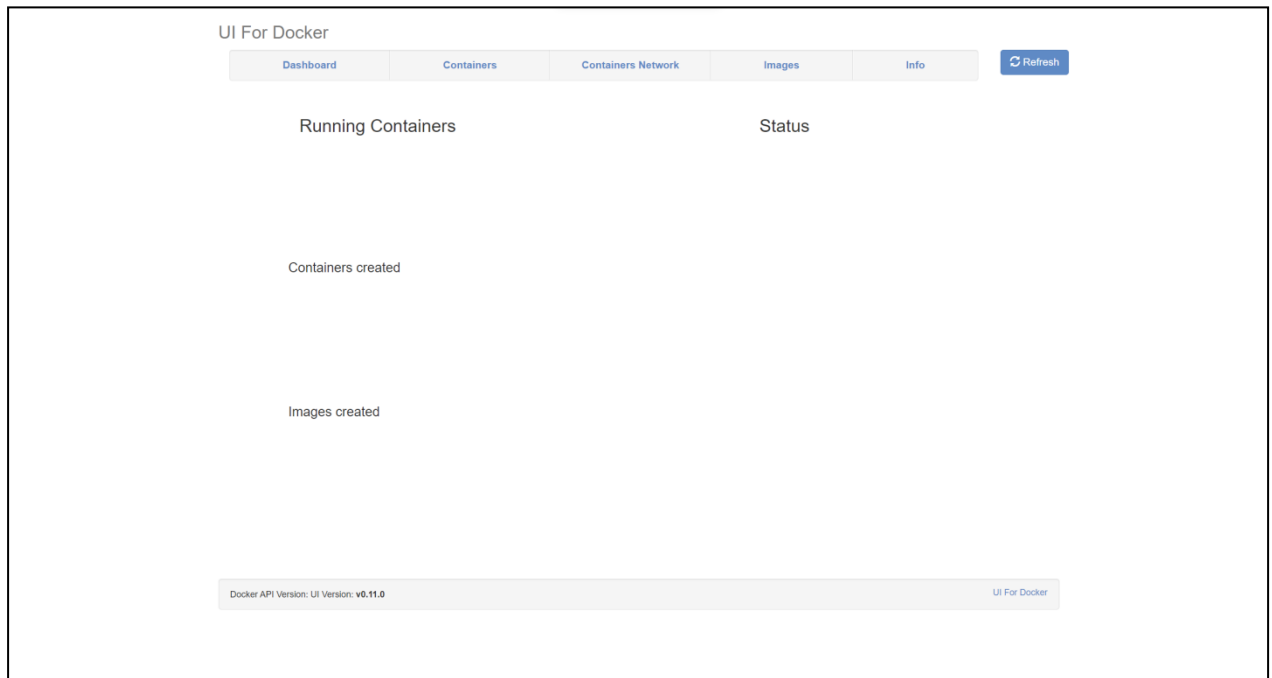 UI For Docker
Dashboard Containers Containers Network Images Info Refresh
Running Containers Status
Containers created
Images created
Docker API Version: UI Version: v0.11.0 UI For Docker